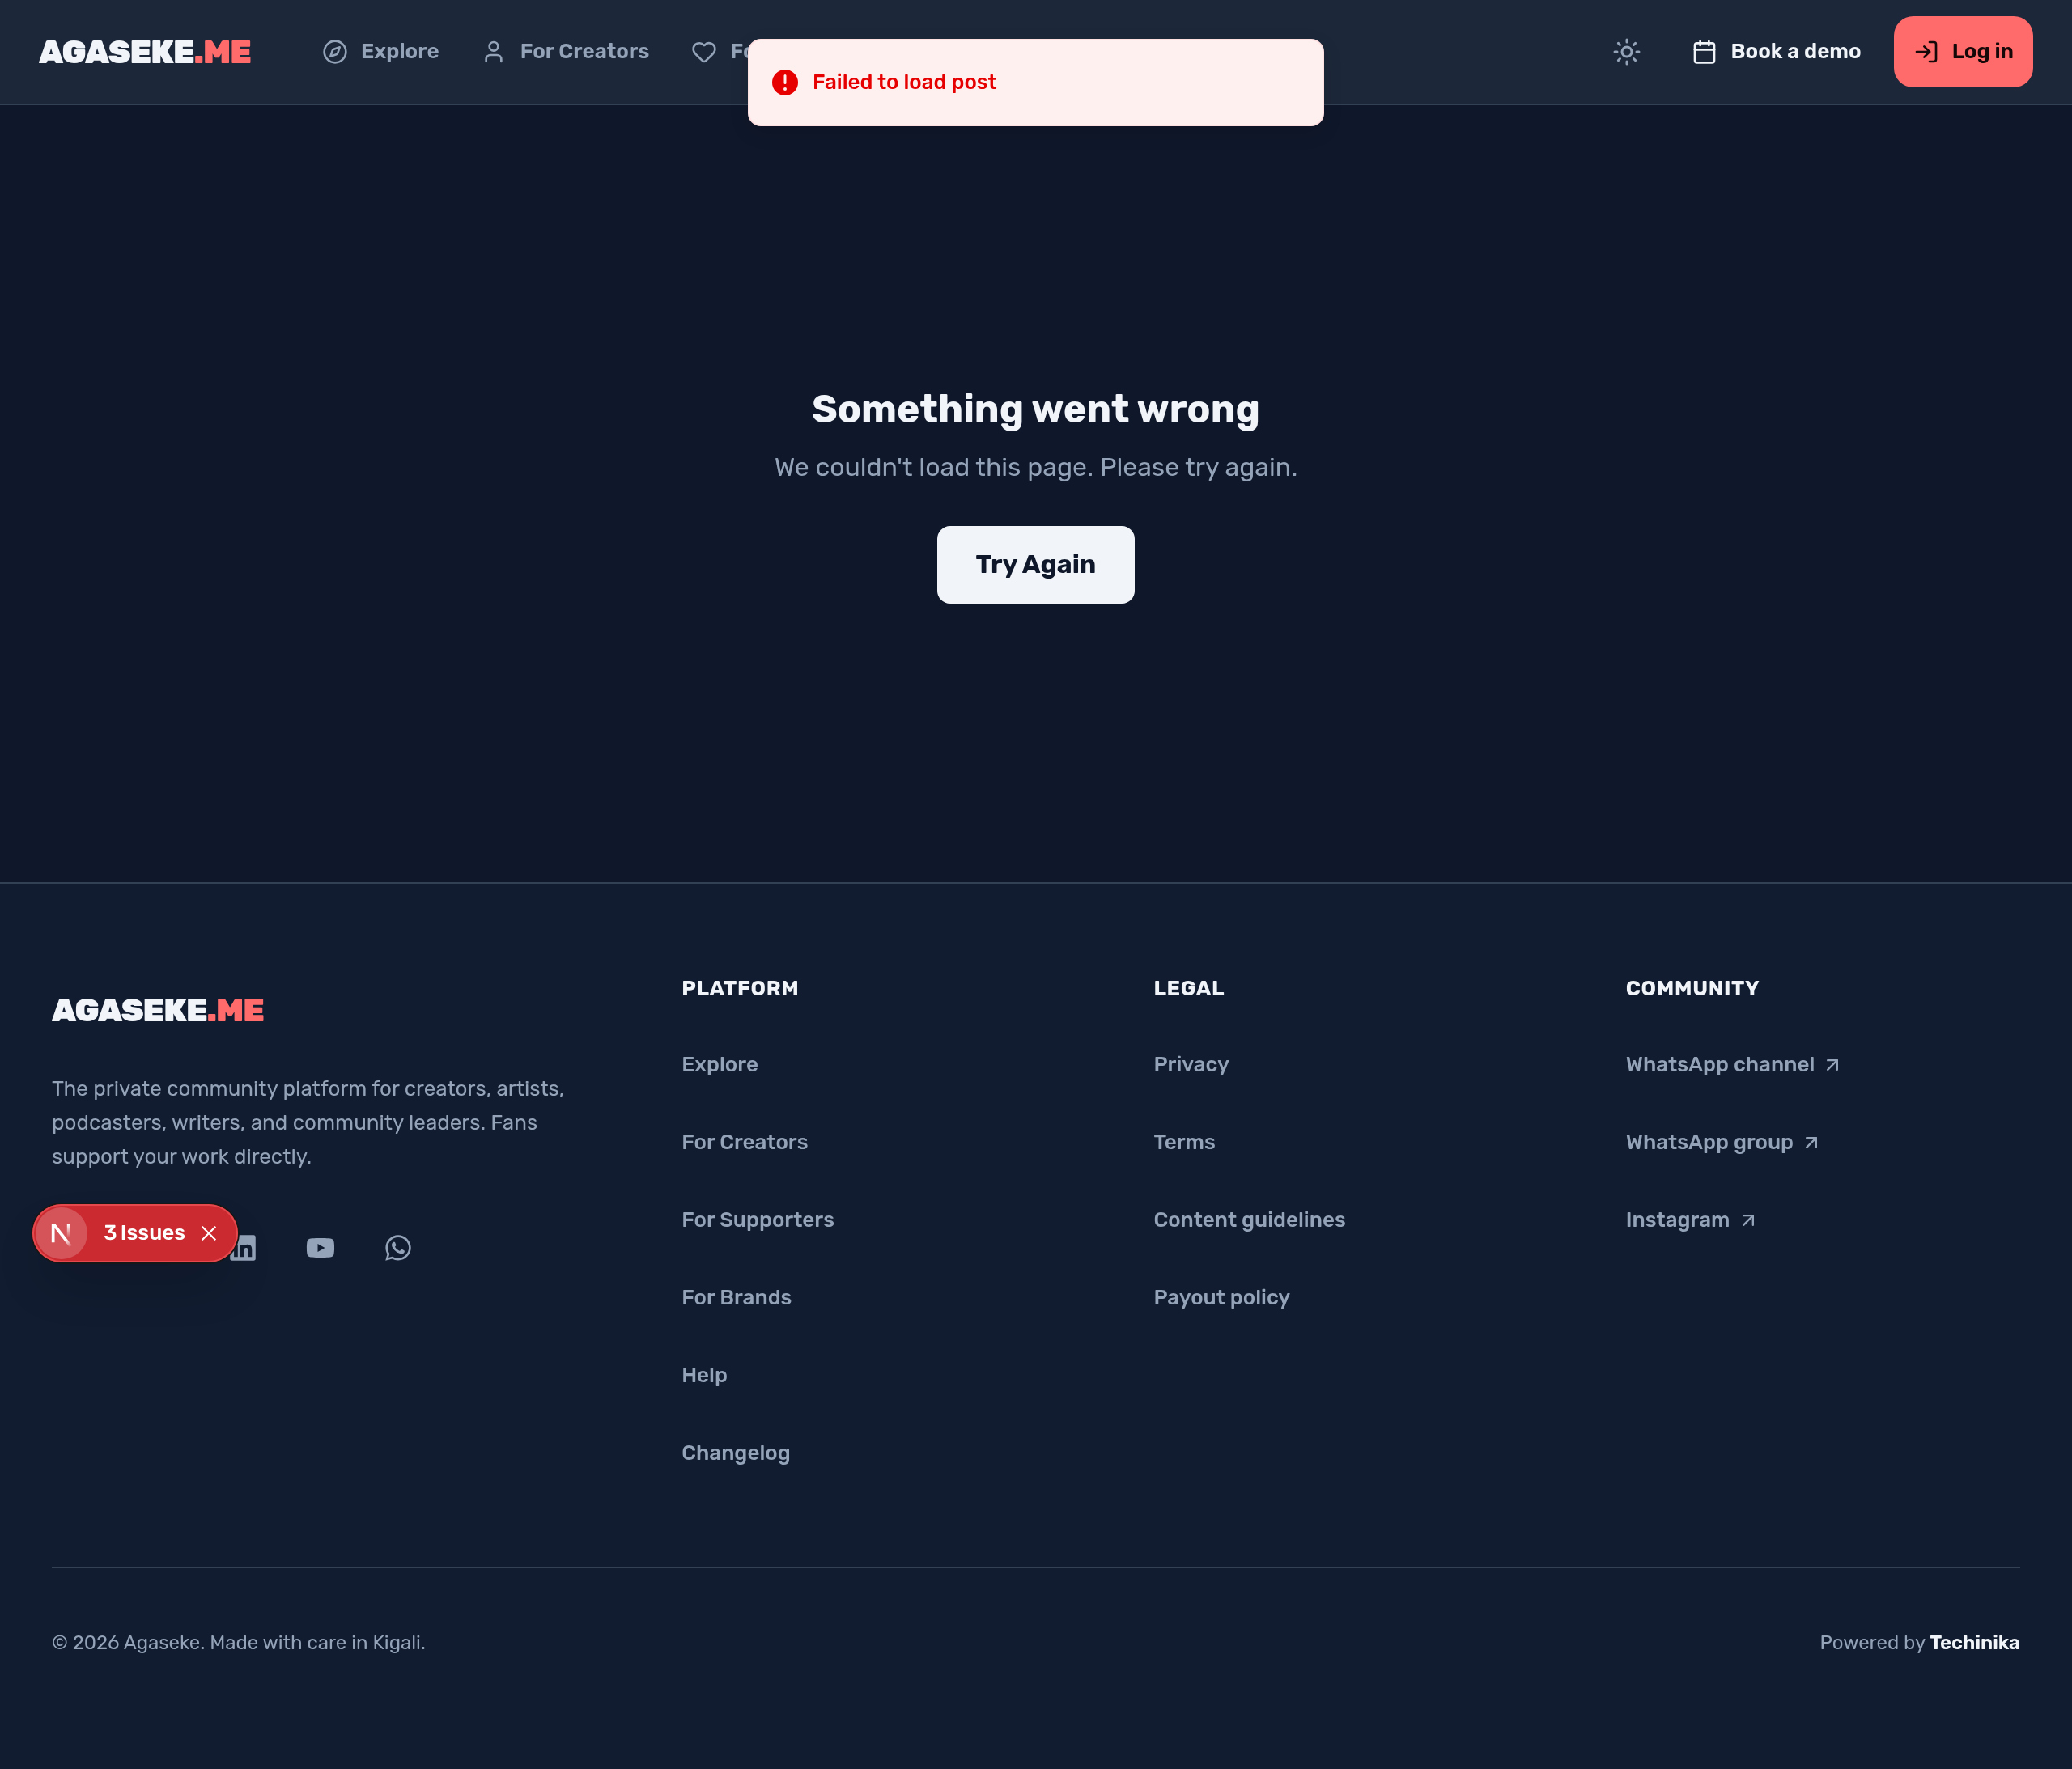 AGASEKE.ME
Explore
For Creators
Fo
Failed to load post
Book a demo
Log in
Something went wrong
We couldn't load this page. Please try again.
Try Again
AGASEKE.ME
The private community platform for creators, artists,
podcasters, writers, and community leaders. Fans
support your work directly.
N 3 Issues
in
PLATFORM
Explore
For Creators
For Supporters
For Brands
Help
Changelog
LEGAL
Privacy
Terms
Content guidelines
Payout policy
COMMUNITY
WhatsApp channel
WhatsApp group
Instagram
© 2026 Agaseke. Made with care in Kigali.
Powered by Techinika